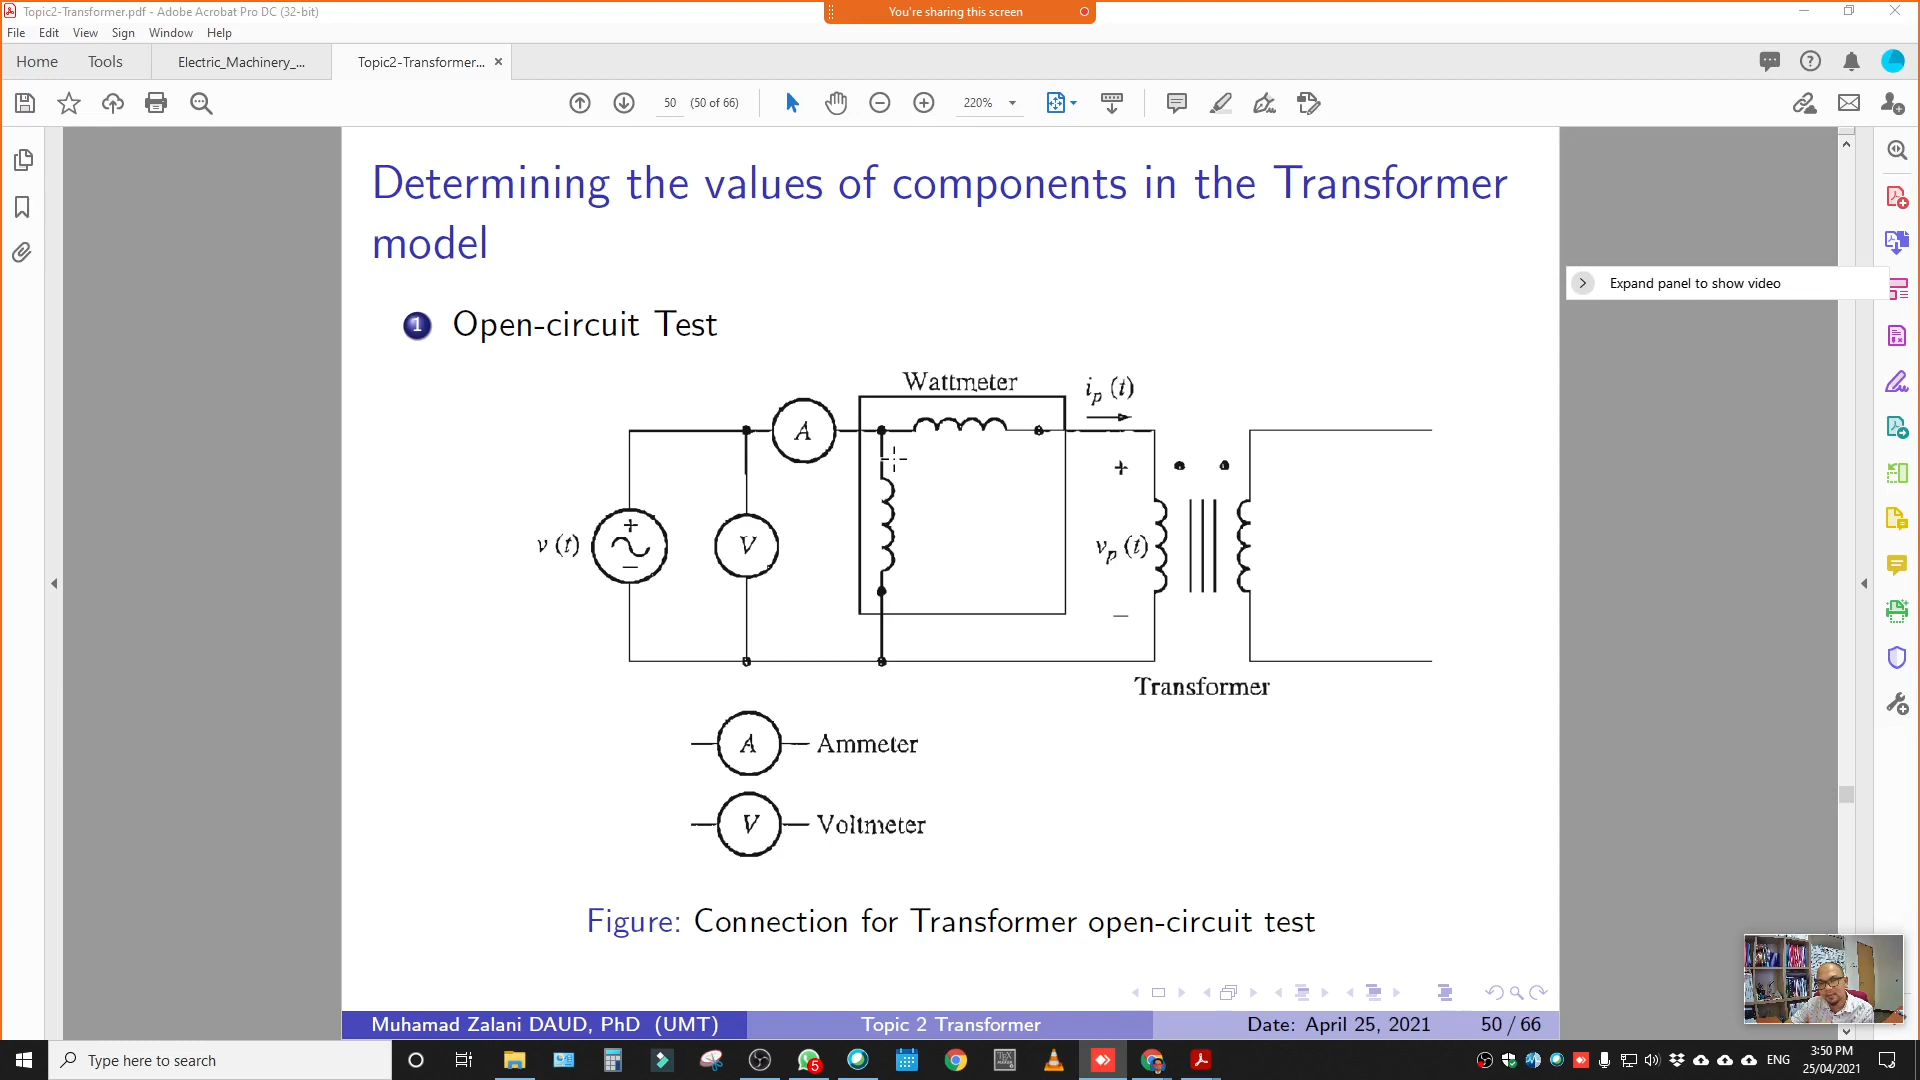 Topic2-Transformer.pdf - Adobe Acrobat Pro DC (32-bit)
You're sharing this screen
File Edit View Sign Window Help
Home Tools Electric_Machinery_... Topic2-Transformer... ×
50 (50 of 66) 220%
Determining the values of components in the Transformer
model
Expand panel to show video
1 Open-circuit Test
Wattmeter
i_p (t)
A
+
v (t)
+
−
V
v_p (t)
−
Transformer
A Ammeter
V Voltmeter
Figure: Connection for Transformer open-circuit test
Muhamad Zalani DAUD, PhD (UMT) Topic 2 Transformer Date: April 25, 2021 50 / 66
Type here to search
5
ENG
3:50 PM
25/04/2021